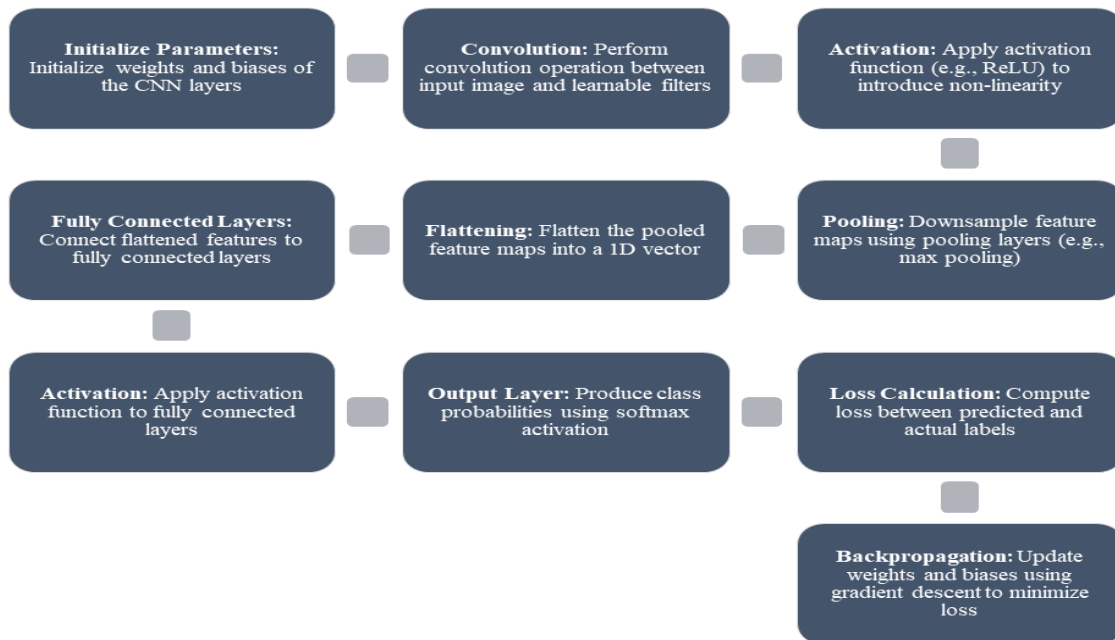 Initialize Parameters:
Initialize weights and biases of
the CNN layers
Convolution: Perform
convolution operation between
input image and learnable filters
Activation: Apply activation
function (e.g., ReLU) to
introduce non-linearity
Pooling: Downsample feature
maps using pooling layers (e.g.,
max pooling)
Flattening: Flatten the pooled
feature maps into a 1D vector
Fully Connected Layers:
Connect flattened features to
fully connected layers
Activation: Apply activation
function to fully connected
layers
Output Layer: Produce class
probabilities using softmax
activation
Loss Calculation: Compute
loss between predicted and
actual labels
Backpropagation: Update
weights and biases using
gradient descent to minimize
loss